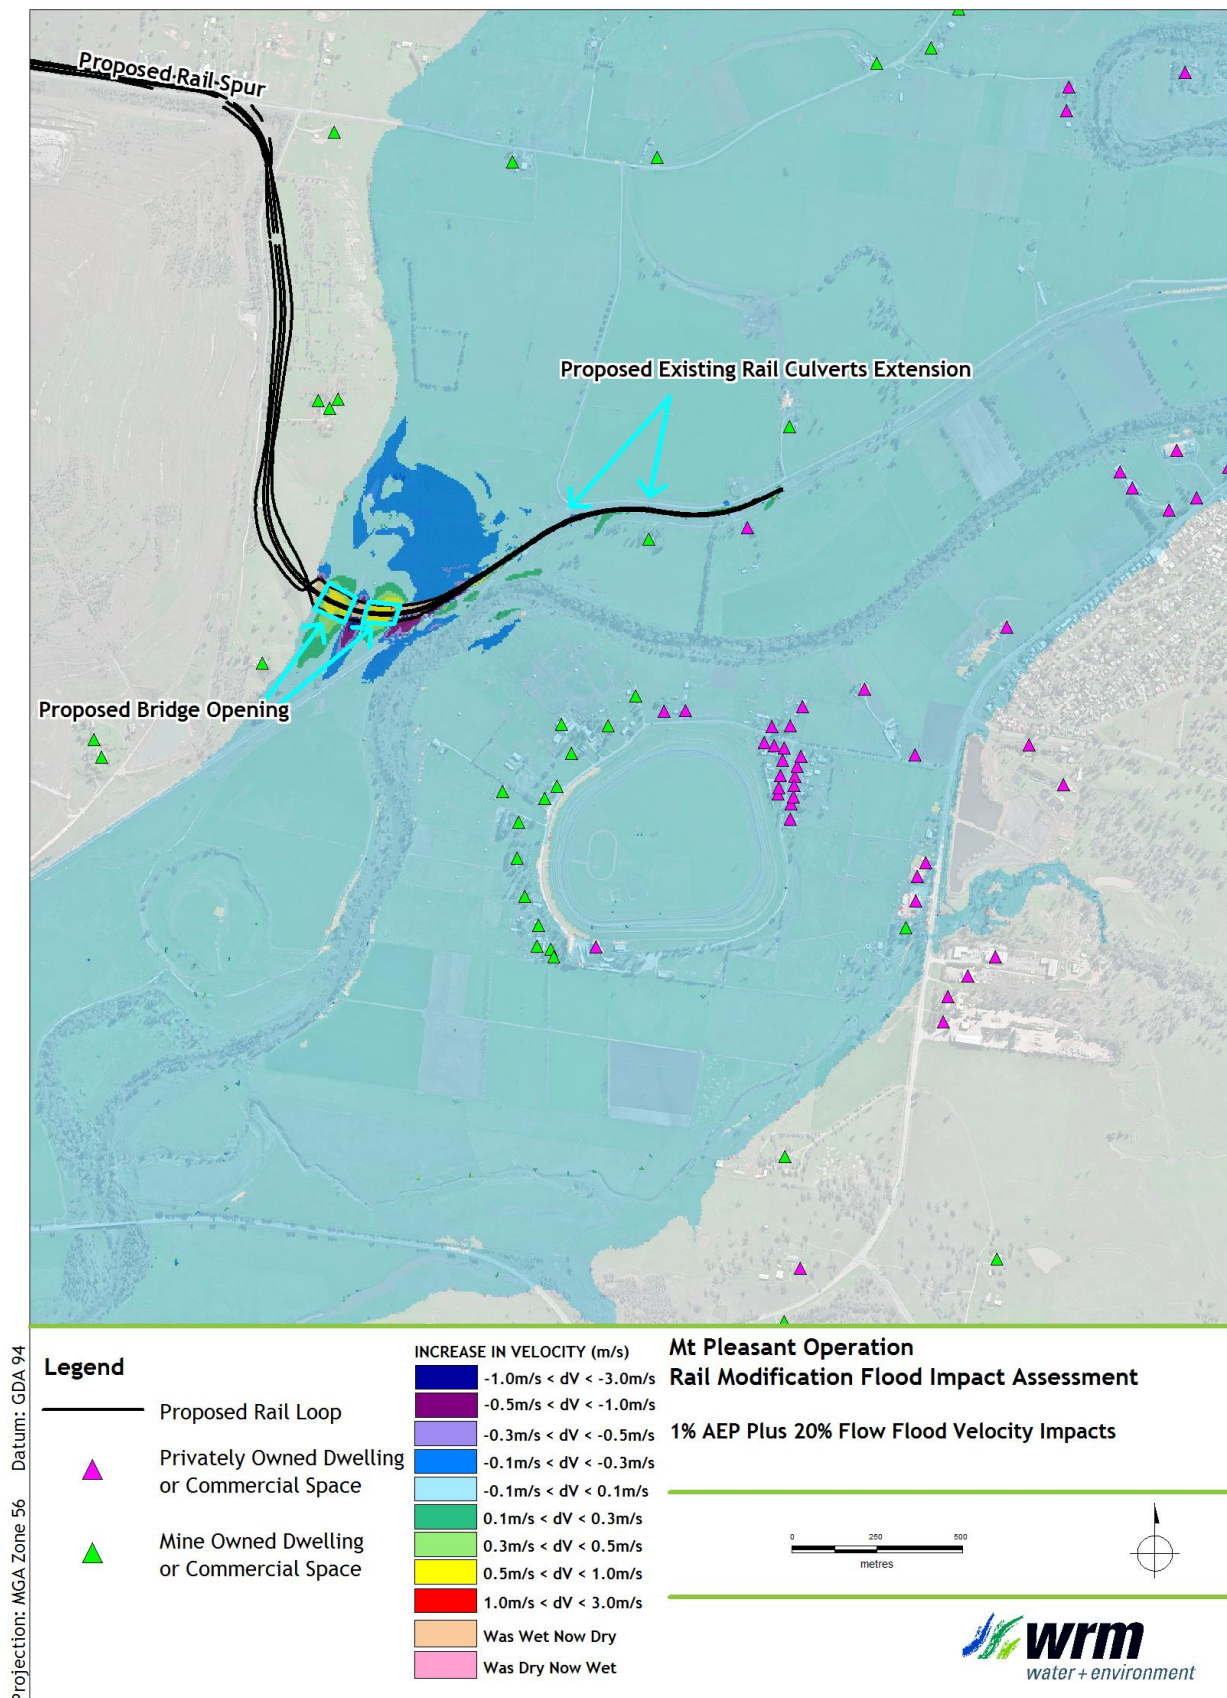 Proposed Rail Spur
Proposed Existing Rail Culverts Extension
Proposed Bridge Opening
Projection: MGA Zone 56 Datum: GDA 94
Legend
Proposed Rail Loop
Privately Owned Dwelling
or Commercial Space
Mine Owned Dwelling
or Commercial Space
INCREASE IN VELOCITY (m/s)
-1.0m/s < dV < -3.0m/s
-0.5m/s < dV < -1.0m/s
-0.3m/s < dV < -0.5m/s
-0.1m/s < dV < -0.3m/s
-0.1m/s < dV < 0.1m/s
0.1m/s < dV < 0.3m/s
0.3m/s < dV < 0.5m/s
0.5m/s < dV < 1.0m/s
1.0m/s < dV < 3.0m/s
Was Wet Now Dry
Was Dry Now Wet
Mt Pleasant Operation
Rail Modification Flood Impact Assessment
1% AEP Plus 20% Flow Flood Velocity Impacts
0 250 500
metres
wrm
water + environment